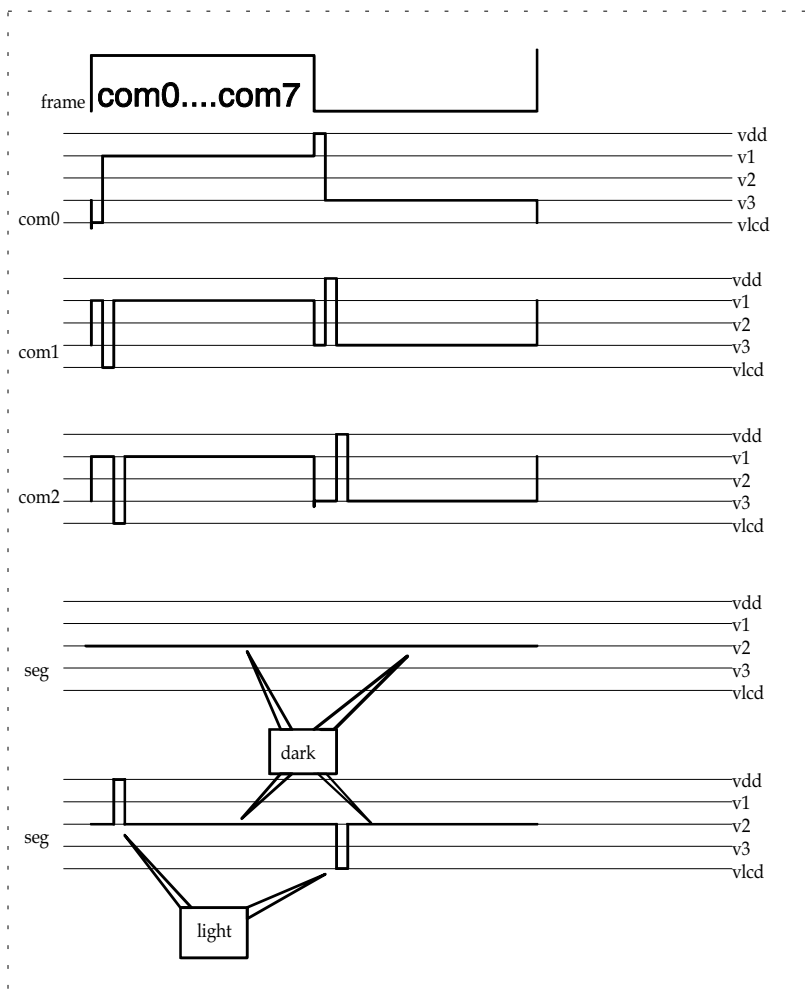 frame com0....com7
vdd
v1
v2
v3
com0 vlcd
vdd
v1
v2
v3
com1
vlcd
vdd
v1
v2
com2 v3
vlcd
vdd
v1
v2
seg v3
vlcd
dark
vdd
v1
seg v2
v3
vlcd
light